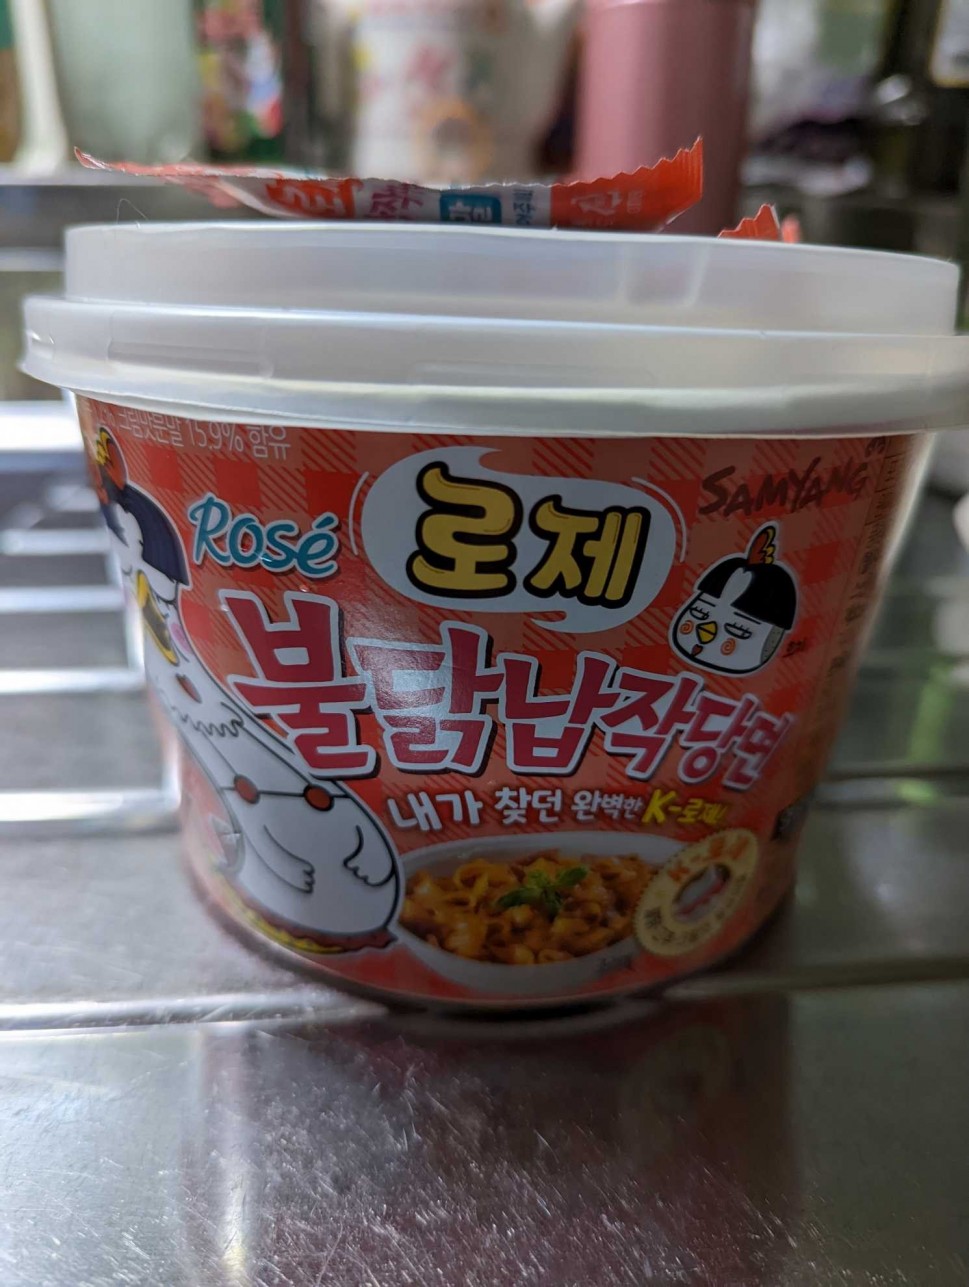 크림맛분말 15.9% 함유
SAMYANG
Rosé
로제
불닭납작당면
내가 찾던 완벽한 K-로제!